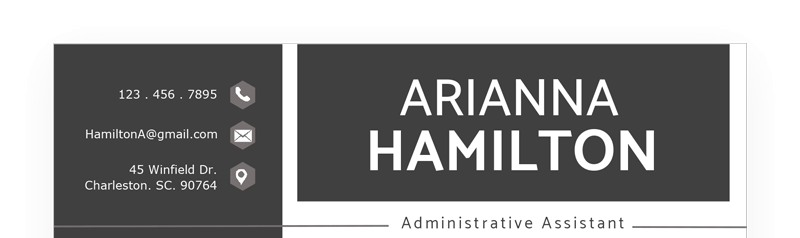 123 . 456 . 7895
HamiltonA@gmail.com
45 Winfield Dr.
Charleston. SC. 90764
ARIANNA
HAMILTON
Administrative Assistant